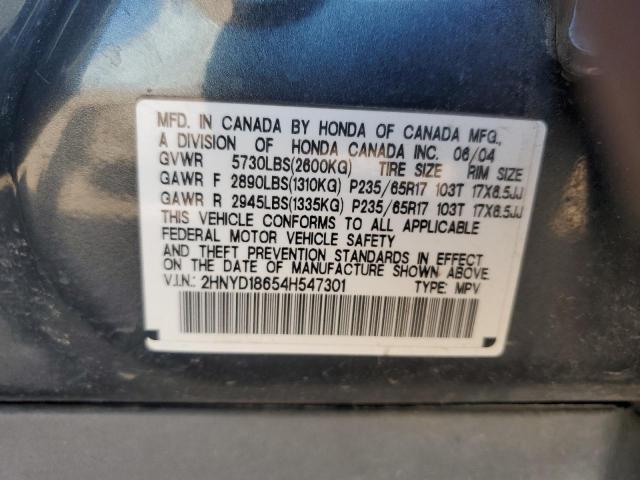 MFD. IN CANADA BY HONDA OF CANADA MFG.,
A DIVISION OF HONDA CANADA INC. 06/04
GVWR 5730LBS(2600KG) TIRE SIZE RIM SIZE
GAWR F 2890LBS(1310KG) P235/65R17 103T 17X6.5JJ
GAWR R 2945LBS(1335KG) P235/65R17 103T 17X6.5JJ
THIS VEHICLE CONFORMS TO ALL APPLICABLE
FEDERAL MOTOR VEHICLE SAFETY
AND THEFT PREVENTION STANDARDS IN EFFECT
ON THE DATE OF MANUFACTURE SHOWN ABOVE.
V.I.N.: 2HNYD18654H547301 TYPE: MPV